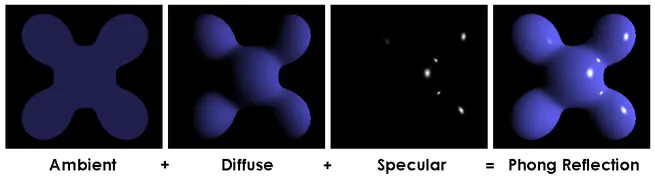 Ambient + Diffuse + Specular = Phong Reflection